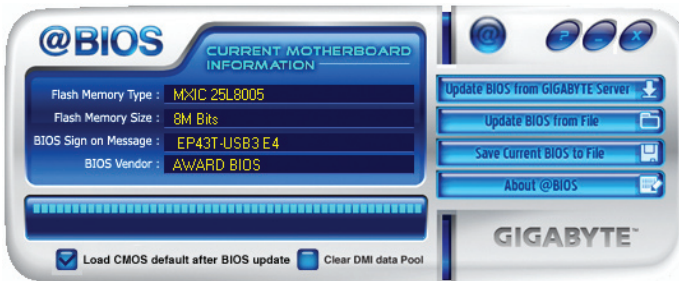 @BIOS
CURRENT MOTHERBOARD
INFORMATION
Flash Memory Type : MXIC 25L8005
Flash Memory Size : 8M Bits
BIOS Sign on Message : EP43T-USB3 E4
BIOS Vendor : AWARD BIOS
Load CMOS default after BIOS update
Clear DMI data Pool
@
? _ X
Update BIOS from GIGABYTE Server
Update BIOS from File
Save Current BIOS to File
About @BIOS
GIGABYTE™